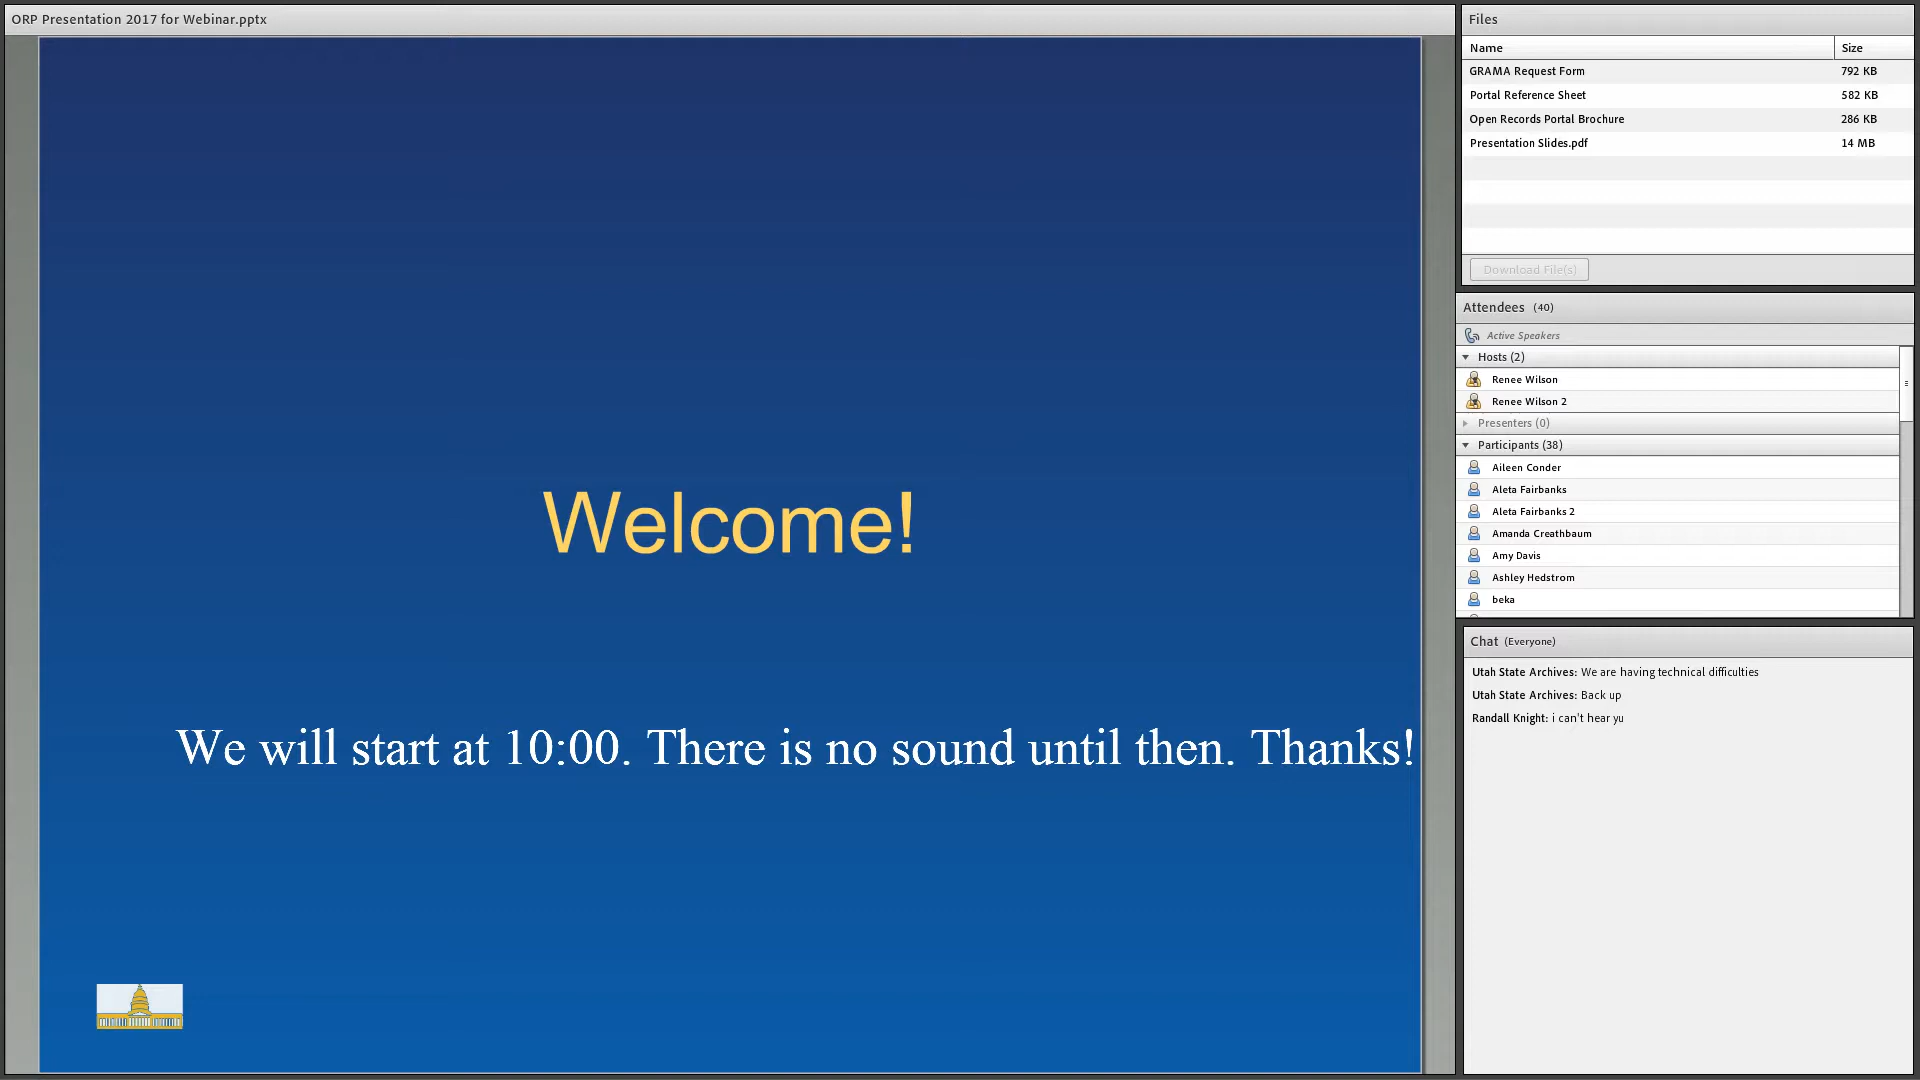 ORP Presentation 2017 for Webinar.pptx
Welcome!
We will start at 10:00. There is no sound until then. Thanks!
Files
Name Size
GRAMA Request Form 792 KB
Portal Reference Sheet 582 KB
Open Records Portal Brochure 286 KB
Presentation Slides.pdf 14 MB
Download File(s)
Attendees (40)
Active Speakers
Hosts (2)
Renee Wilson
Renee Wilson 2
Presenters (0)
Participants (38)
Aileen Conder
Aleta Fairbanks
Aleta Fairbanks 2
Amanda Creathbaum
Amy Davis
Ashley Hedstrom
beka
Chat (Everyone)
Utah State Archives: We are having technical difficulties
Utah State Archives: Back up
Randall Knight: i can't hear yu